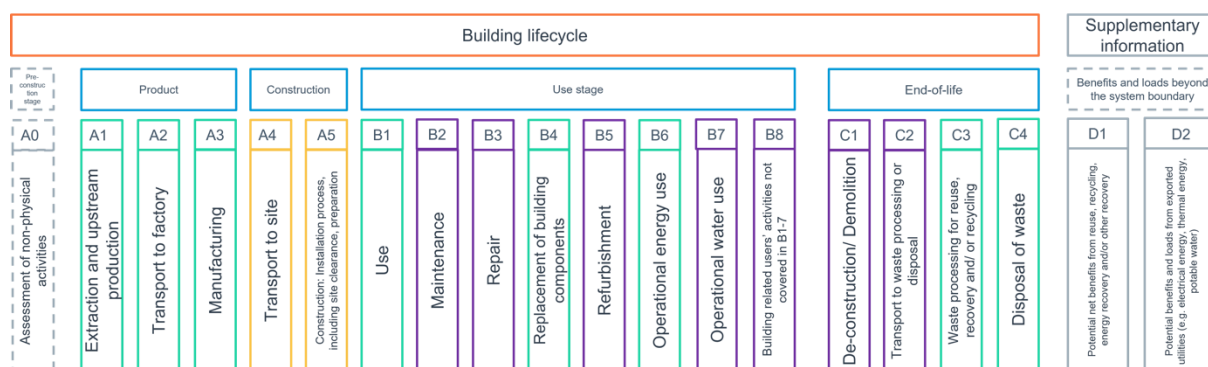 Building lifecycle
Supplementary
information
Pre-
construc
tion
stage
Product
Construction
Use stage
End-of-life
Benefits and loads beyond
the system boundary
A0
A1
A2
A3
A4
A5
B1
B2
B3
B4
B5
B6
B7
B8
C1
C2
C3
C4
D1
D2
Assessment of non-physical
activities
Extraction and upstream
production
Transport to factory
Manufacturing
Transport to site
Construction: Installation process,
including site clearance, preparation
Use
Maintenance
Repair
Replacement of building
components
Refurbishment
Operational energy use
Operational water use
Building related users' activities not
covered in B1-7
De-construction/ Demolition
Transport to waste processing or
disposal
Waste processing for reuse,
recovery and/ or recycling
Disposal of waste
Potential net benefits from reuse, recycling,
energy recovery and/or other recovery
Potential benefits and loads from exported
utilities (e.g. electrical energy, thermal energy,
potable water)